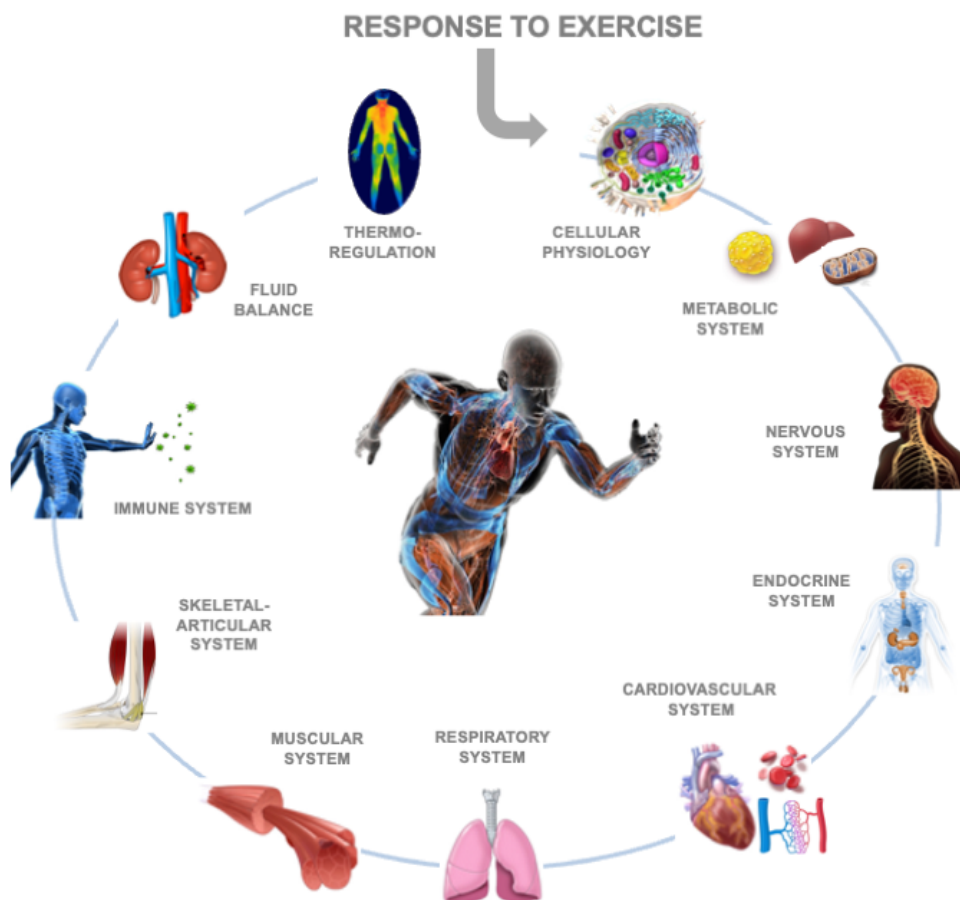 RESPONSE TO EXERCISE
CELLULAR
PHYSIOLOGY
METABOLIC
SYSTEM
NERVOUS
SYSTEM
ENDOCRINE
SYSTEM
CARDIOVASCULAR
SYSTEM
RESPIRATORY
SYSTEM
MUSCULAR
SYSTEM
SKELETAL-
ARTICULAR
SYSTEM
IMMUNE SYSTEM
FLUID
BALANCE
THERMO-
REGULATION